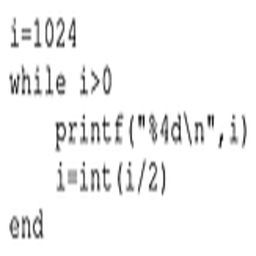 i=1024
while i>0
    printf("%4d\n",i)
    i=int(i/2)
end